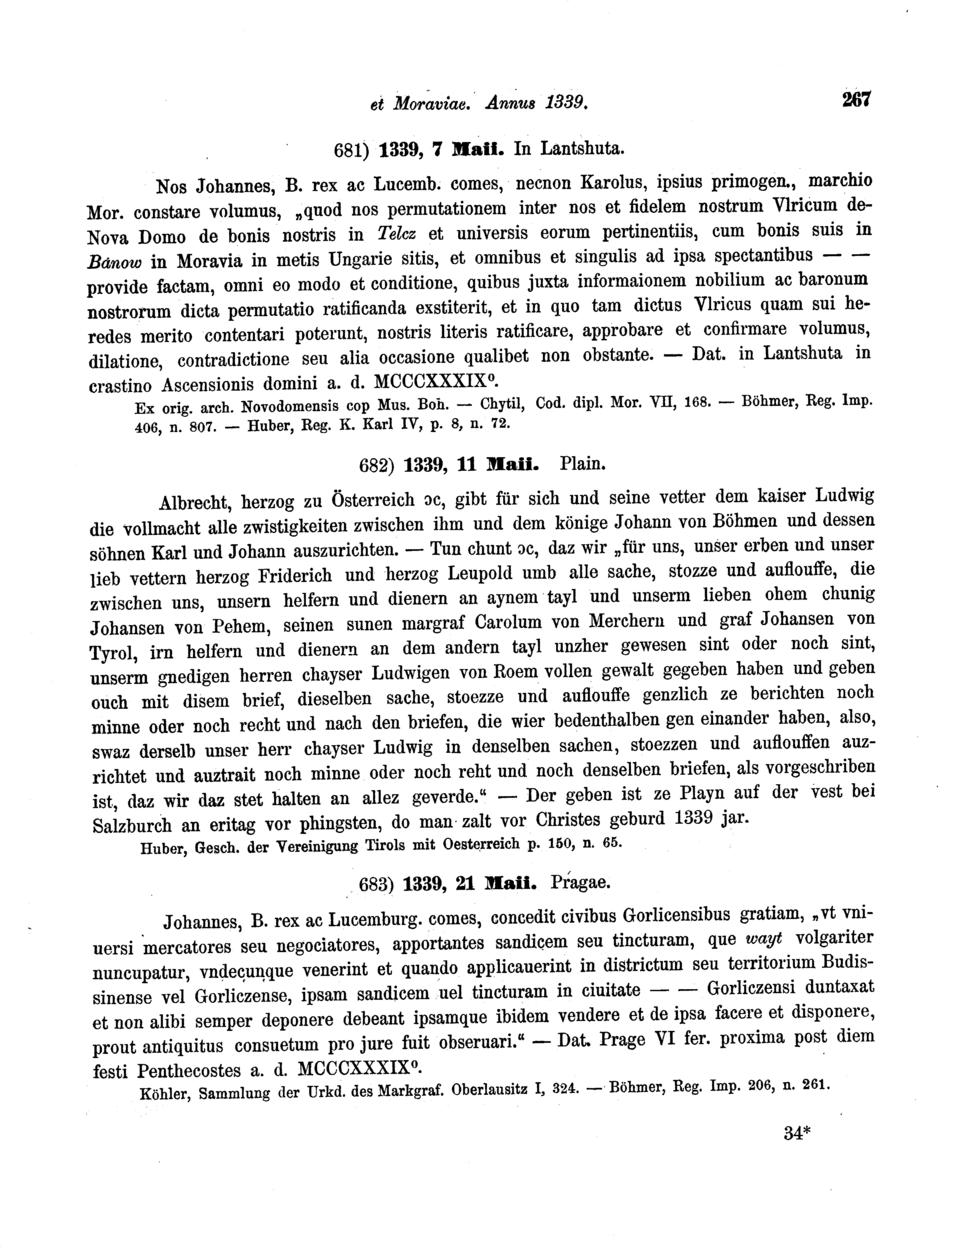 et Moraviae. Annus 1339. 267
681) 1339, 7 Maii. In Lantshuta.
Nos Johannes, B. rex ac Lucemb. comes, necnon Karolus, ipsius primogen., marchio
Mor. constare volumus, „quod nos permutationem inter nos et fidelem nostrum Vlricum de-
Nova Domo de bonis nostris in Telcz et universis eorum pertinentiis, cum bonis suis in
Bánow in Moravia in metis Ungarie sitis, et omnibus et singulis ad ipsa spectantibus — —
provide factam, omni eo modo et conditione, quibus juxta informaionem nobilium ac baronum
nostrorum dicta permutatio ratificanda exstiterit, et in quo tam dictus Vlricus quam sui he-
redes merito contentari poterunt, nostris literis ratificare, approbare et confirmare volumus,
dilatione, contradictione seu alia occasione qualibet non obstante. — Dat. in Lantshuta in
crastino Ascensionis domini a. d. MCCCXXXIX⁰.
Ex orig. arch. Novodomensis cop Mus. Boh. — Chytil, Cod. dipl. Mor. VII, 168. — Böhmer, Reg. Imp.
406, n. 807. — Huber, Reg. K. Karl IV, p. 8, n. 72.
682) 1339, 11 Maii. Plain.
Albrecht, herzog zu Österreich ɔc, gibt für sich und seine vetter dem kaiser Ludwig
die vollmacht alle zwistigkeiten zwischen ihm und dem könige Johann von Böhmen und dessen
söhnen Karl und Johann auszurichten. — Tun chunt ɔc, daz wir „für uns, unser erben und unser
lieb vettern herzog Friderich und herzog Leupold umb alle sache, stozze und auflouffe, die
zwischen uns, unsern helfern und dienern an aynem tayl und unserm lieben ohem chunig
Johansen von Pehem, seinen sunen margraf Carolum von Merchern und graf Johansen von
Tyrol, irn helfern und dienern an dem andern tayl unzher gewesen sint oder noch sint,
unserm gnedigen herren chayser Ludwigen von Roem vollen gewalt gegeben haben und geben
ouch mit disem brief, dieselben sache, stoezze und auflouffe genzlich ze berichten noch
minne oder noch recht und nach den briefen, die wier bedenthalben gen einander haben, also,
swaz derselb unser herr chayser Ludwig in denselben sachen, stoezzen und auflouffen auz-
richtet und auztrait noch minne oder noch reht und noch denselben briefen, als vorgeschriben
ist, daz wir daz stet halten an allez geverde.“ — Der geben ist ze Playn auf der vest bei
Salzburch an eritag vor phingsten, do man zalt vor Christes geburd 1339 jar.
Huber, Gesch. der Vereinigung Tirols mit Oesterreich p. 150, n. 65.
683) 1339, 21 Maii. Pragae.
Johannes, B. rex ac Lucemburg. comes, concedit civibus Gorlicensibus gratiam, „vt vni-
uersi mercatores seu negociatores, apportantes sandicem seu tincturam, que wayt volgariter
nuncupatur, vndecunque venerint et quando applicauerint in districtum seu territorium Budis-
sinense vel Gorliczense, ipsam sandicem uel tincturam in ciuitate — — Gorliczensi duntaxat
et non alibi semper deponere debeant ipsamque ibidem vendere et de ipsa facere et disponere,
prout antiquitus consuetum pro jure fuit obseruari.“ — Dat. Prage VI fer. proxima post diem
festi Penthecostes a. d. MCCCXXXIX⁰.
Köhler, Sammlung der Urkd. des Markgraf. Oberlausitz I, 324. — Böhmer, Reg. Imp. 206, n. 261.
34*